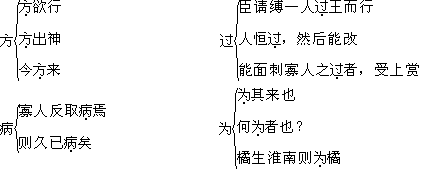 方
方欲行
方出神
今方来
过
臣请缚一人过王而行
人恒过，然后能改
能面刺寡人之过者，受上赏
病
寡人反取病焉
则久已病矣
为
为其来也
何为者也？
橘生淮南则为橘